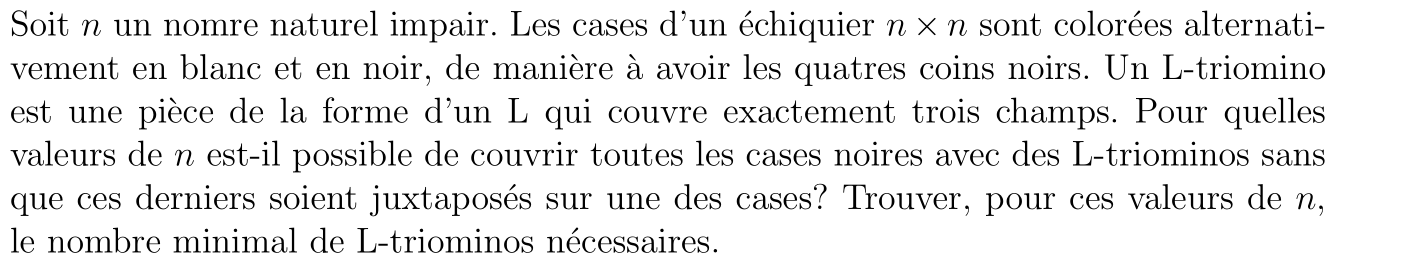 Soit n un nomre naturel impair. Les cases d'un échiquier n × n sont colorées alternati-
vement en blanc et en noir, de manière à avoir les quatres coins noirs. Un L-triomino
est une pièce de la forme d'un L qui couvre exactement trois champs. Pour quelles
valeurs de n est-il possible de couvrir toutes les cases noires avec des L-triominos sans
que ces derniers soient juxtaposés sur une des cases? Trouver, pour ces valeurs de n,
le nombre minimal de L-triominos nécessaires.